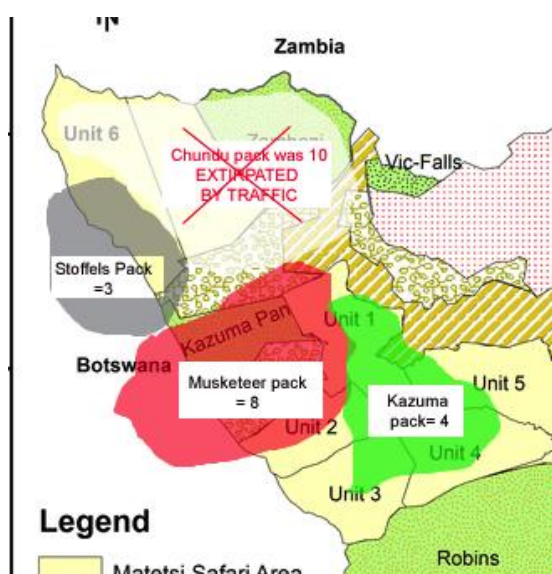 N
Zambia
Unit 6
Zambezi
Chundu pack was 10
EXTIRPATED
BY TRAFFIC
Vic-Falls
Stoffels Pack
=3
Unit 1
Kazuma Pan
Botswana
Musketeer pack
= 8
Unit 5
Kazuma
pack= 4
Unit 2
Unit 4
Unit 3
Legend
Matetsi Safari Area
Robins